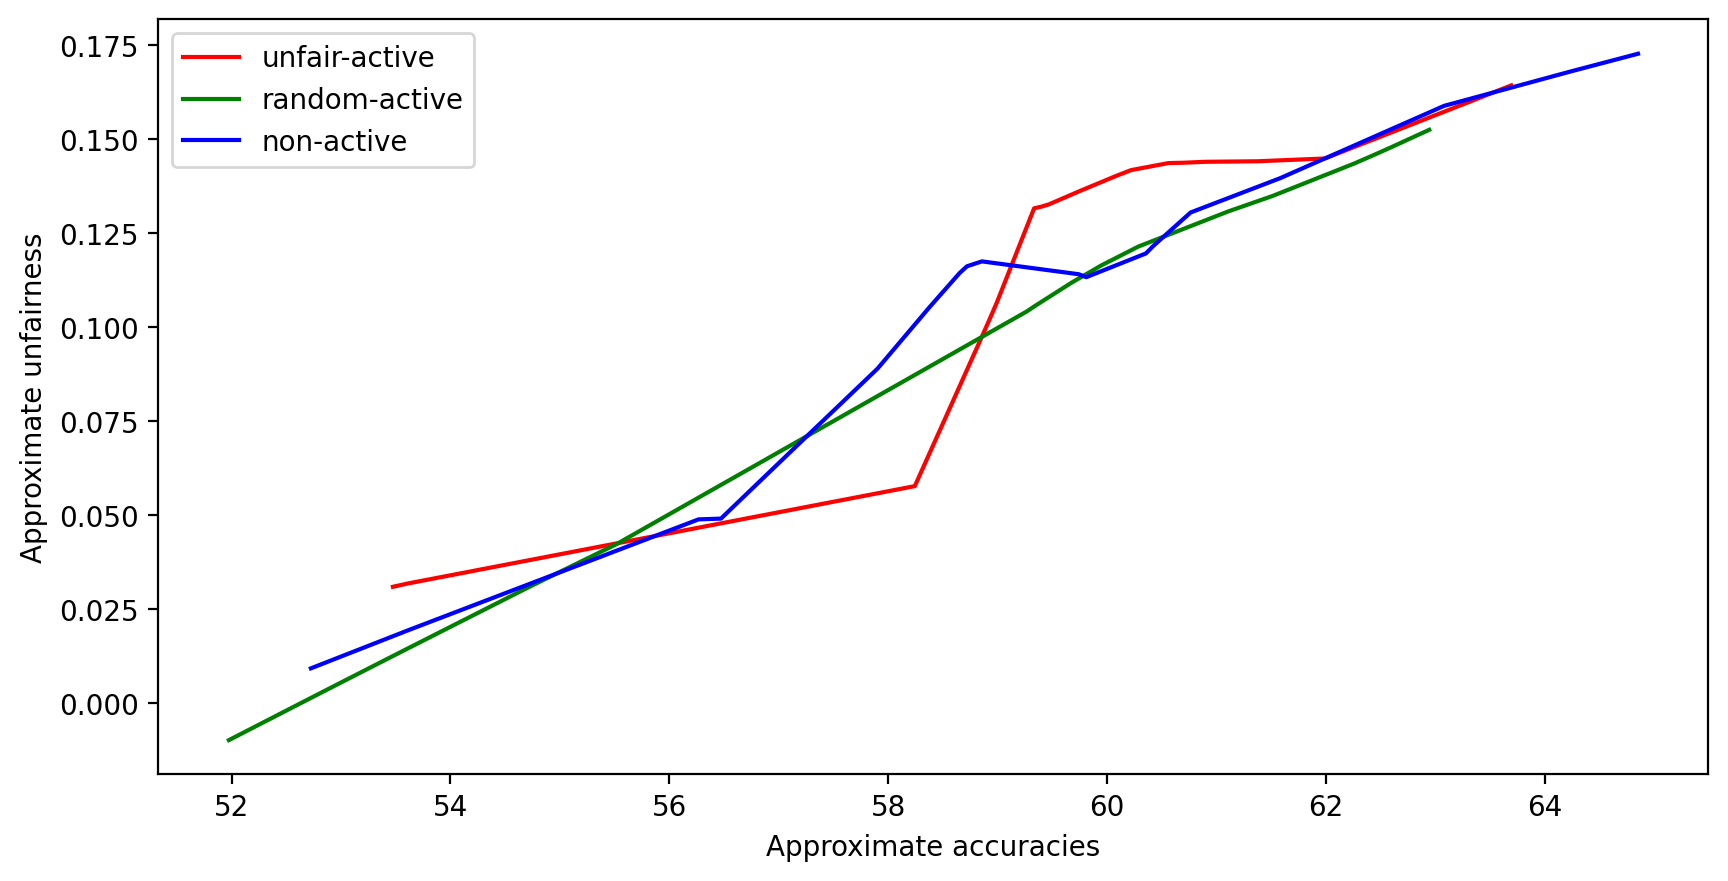 unfair-active
random-active
non-active
0.175
0.150
0.125
0.100
0.075
0.050
0.025
0.000
Approximate unfairness
52 54 56 58 60 62 64
Approximate accuracies